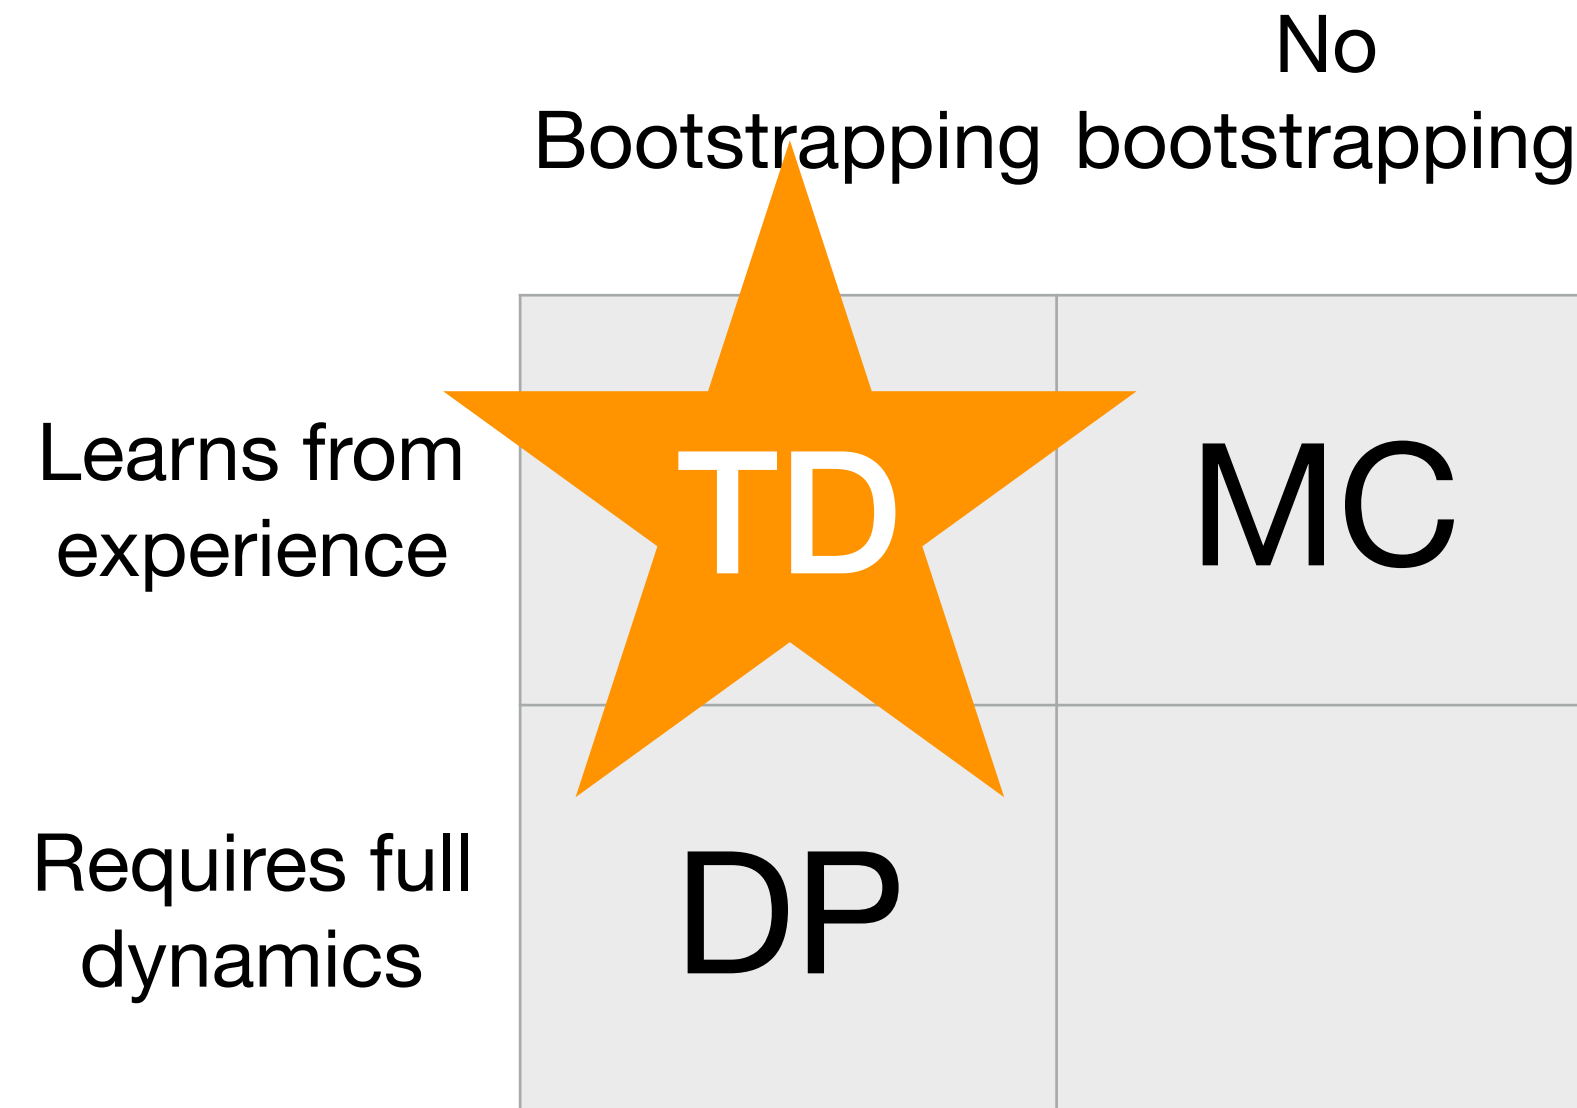 No
Bootstrapping bootstrapping
Learns from
experience
TD
MC
Requires full
dynamics
DP